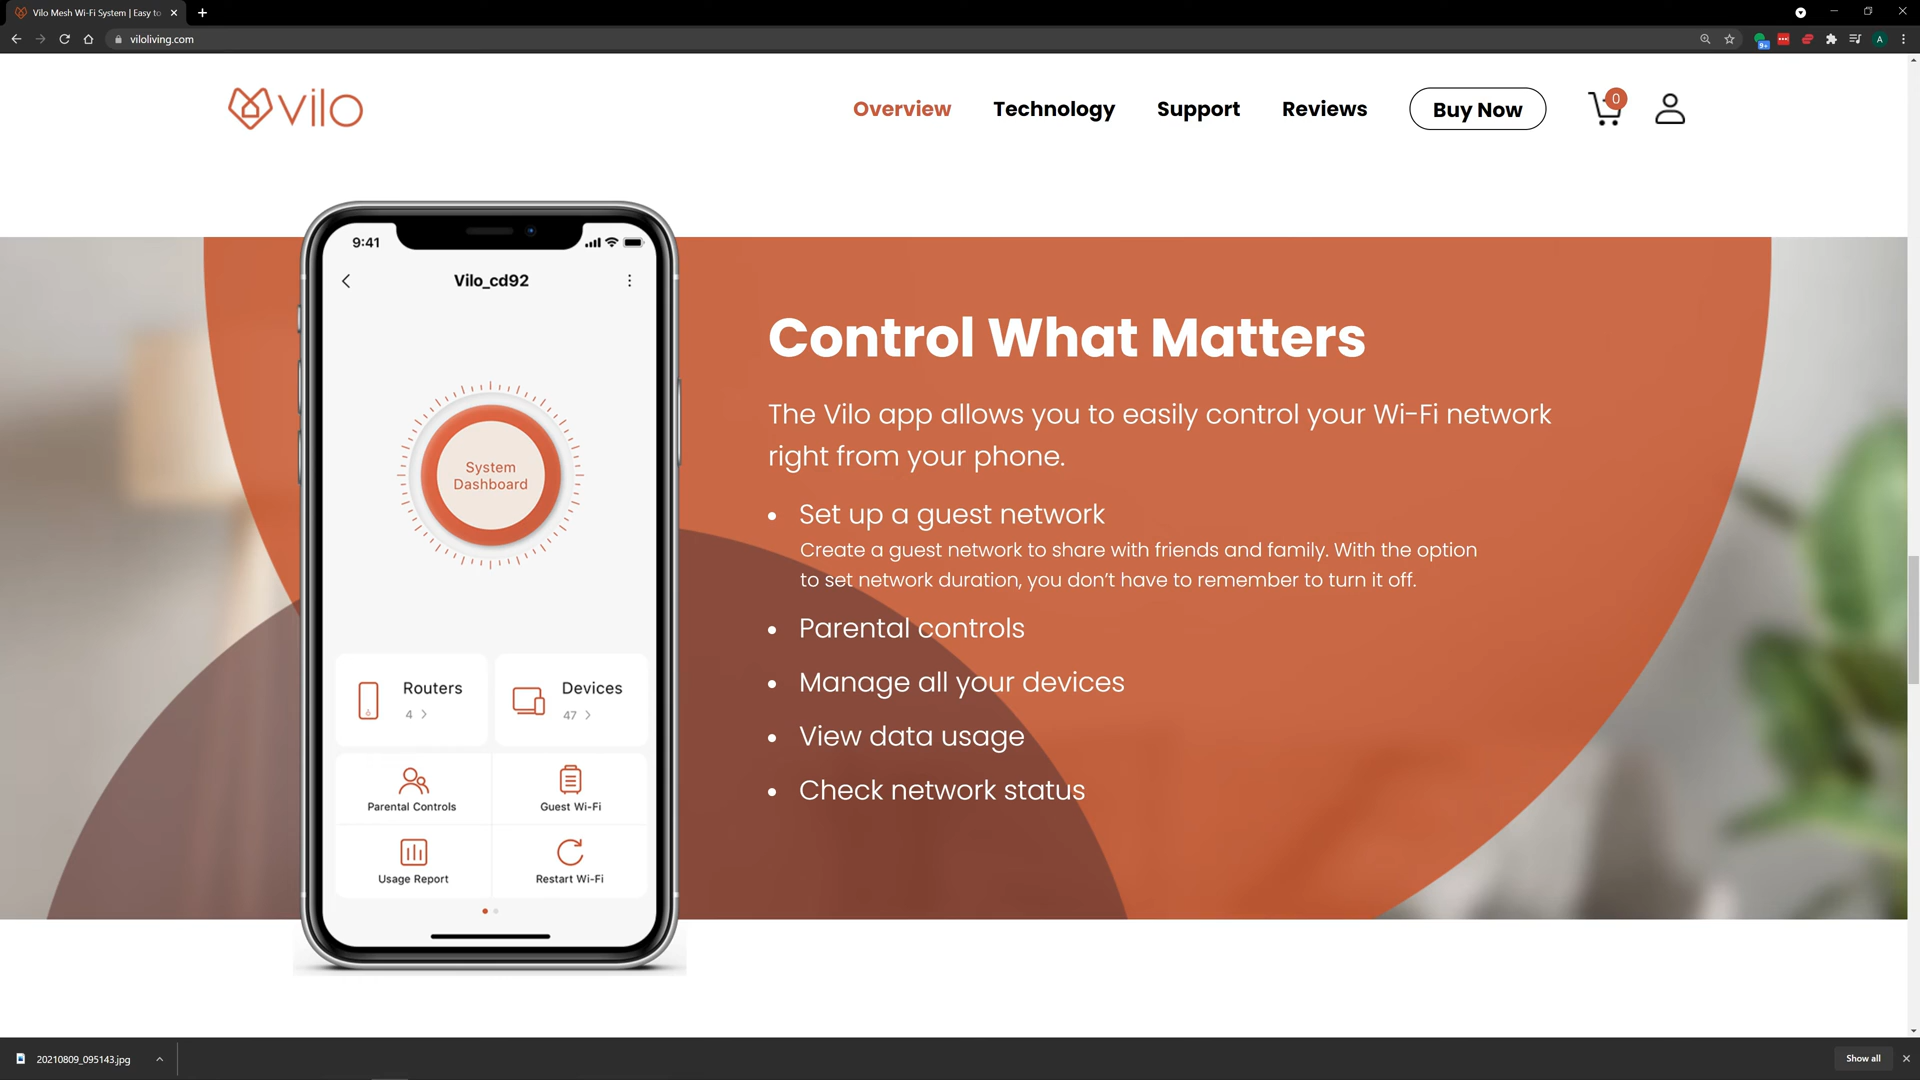 Vilo Mesh Wi-Fi System | Easy to
viloliving.com
9+
A
vilo
Overview
Technology
Support
Reviews
Buy Now
0
9:41
Vilo_cd92
System
Dashboard
Routers
4
Devices
47
Parental Controls
Guest Wi-Fi
Usage Report
Restart Wi-Fi
Control What Matters
The Vilo app allows you to easily control your Wi-Fi network
right from your phone.
• Set up a guest network
Create a guest network to share with friends and family. With the option
to set network duration, you don’t have to remember to turn it off.
• Parental controls
• Manage all your devices
• View data usage
• Check network status
20210809_095143.jpg
Show all